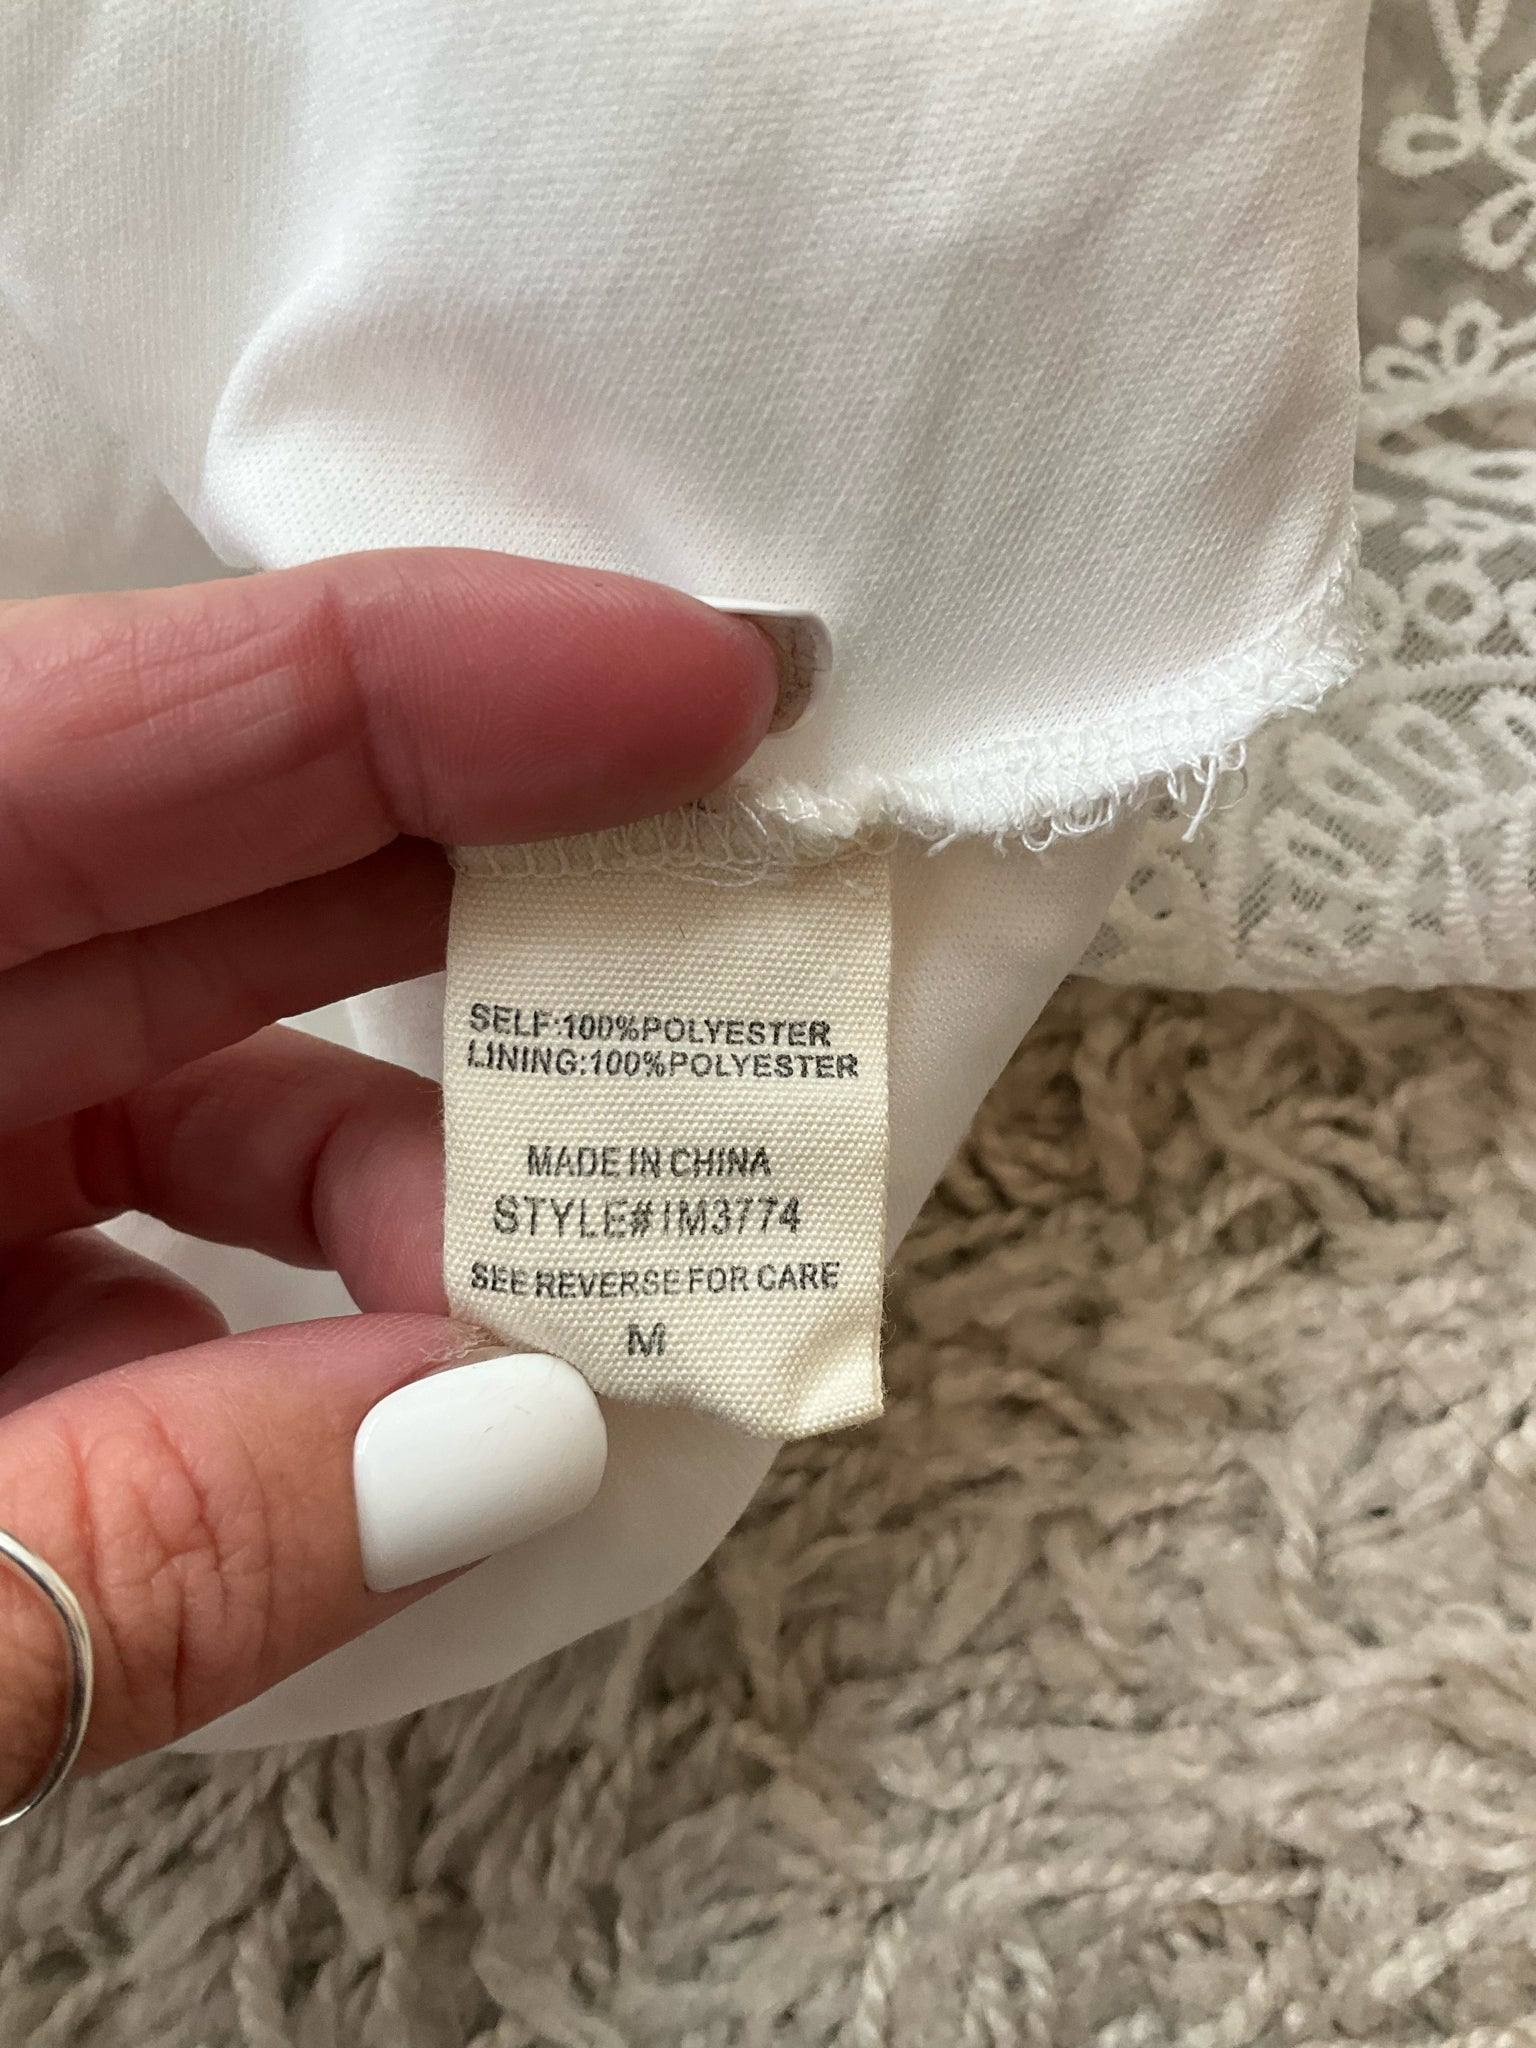 SELF:100%POLYESTER
LINING:100%POLYESTER
MADE IN CHINA
STYLE#IM3774
SEE REVERSE FOR CARE
M